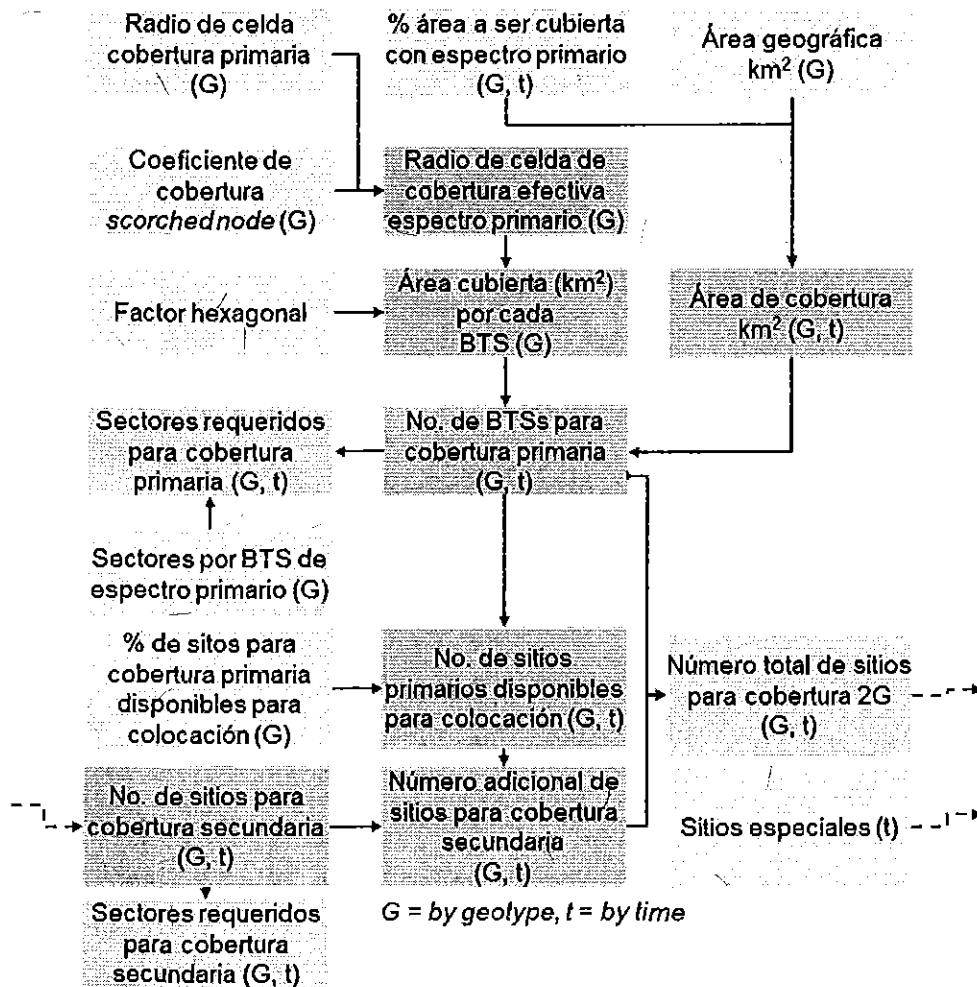 Radio de celda
cobertura primaria
(G)
% área a ser cubierta
con espectro primario
(G, t)
Área geográfica
km² (G)
Coeficiente de
cobertura
scorched node (G)
Radio de celda de
cobertura efectiva
espectro primario (G)
Factor hexagonal
Área cubierta (km²)
por cada
BTS (G)
Área de cobertura
km² (G, t)
Sectores requeridos
para cobertura
primaria (G, t)
No. de BTSs para
cobertura primaria
(G, t)
Sectores por BTS de
espectro primario (G)
% de sitos para
cobertura primaria
disponibles para
colocación (G)
No. de sitios
primarios disponibles
para colocación (G, t)
Número total de sitios
para cobertura 2G
(G, t)
No. de sitios para
cobertura secundaria
(G, t)
Número adicional de
sitios para cobertura
secundaria
(G, t)
Sitios especiales (t)
Sectores requeridos
para cobertura
secundaria (G, t)
G = by geotype, t = by time